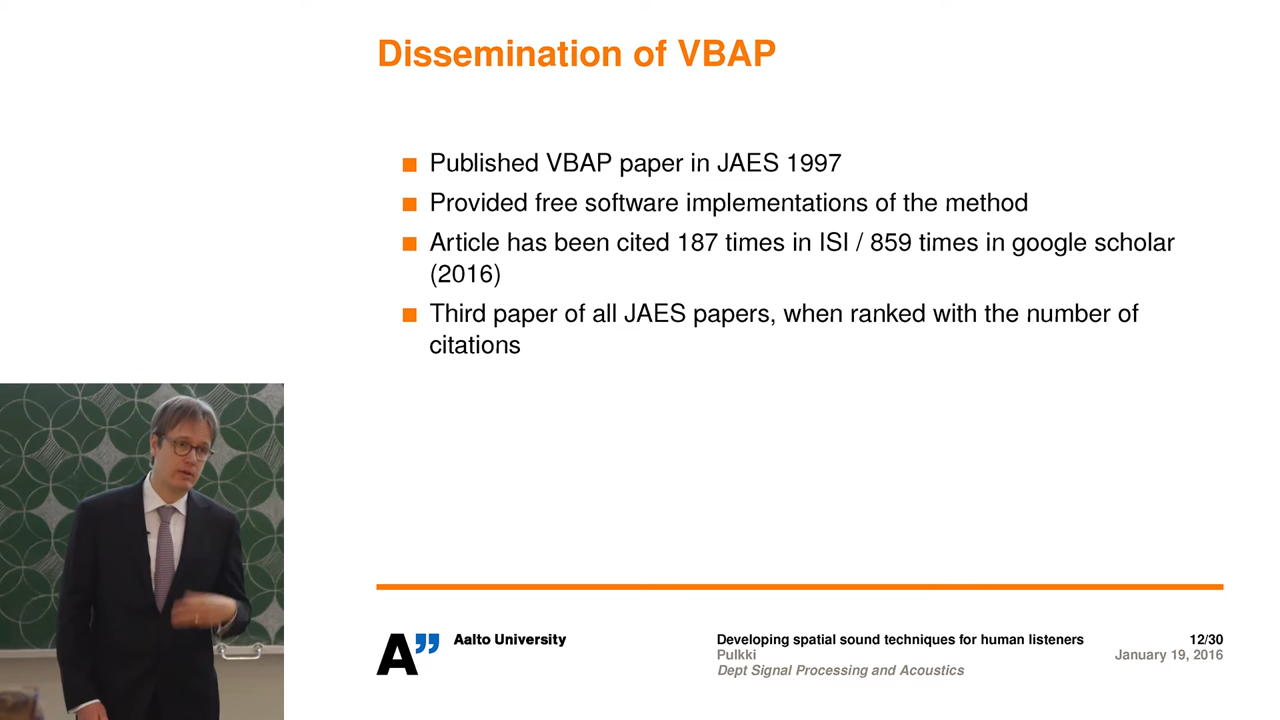 Dissemination of VBAP
Published VBAP paper in JAES 1997
Provided free software implementations of the method
Article has been cited 187 times in ISI / 859 times in google scholar
(2016)
Third paper of all JAES papers, when ranked with the number of
citations
A”
Aalto University
Developing spatial sound techniques for human listeners
12/30
Pulkki
January 19, 2016
Dept Signal Processing and Acoustics